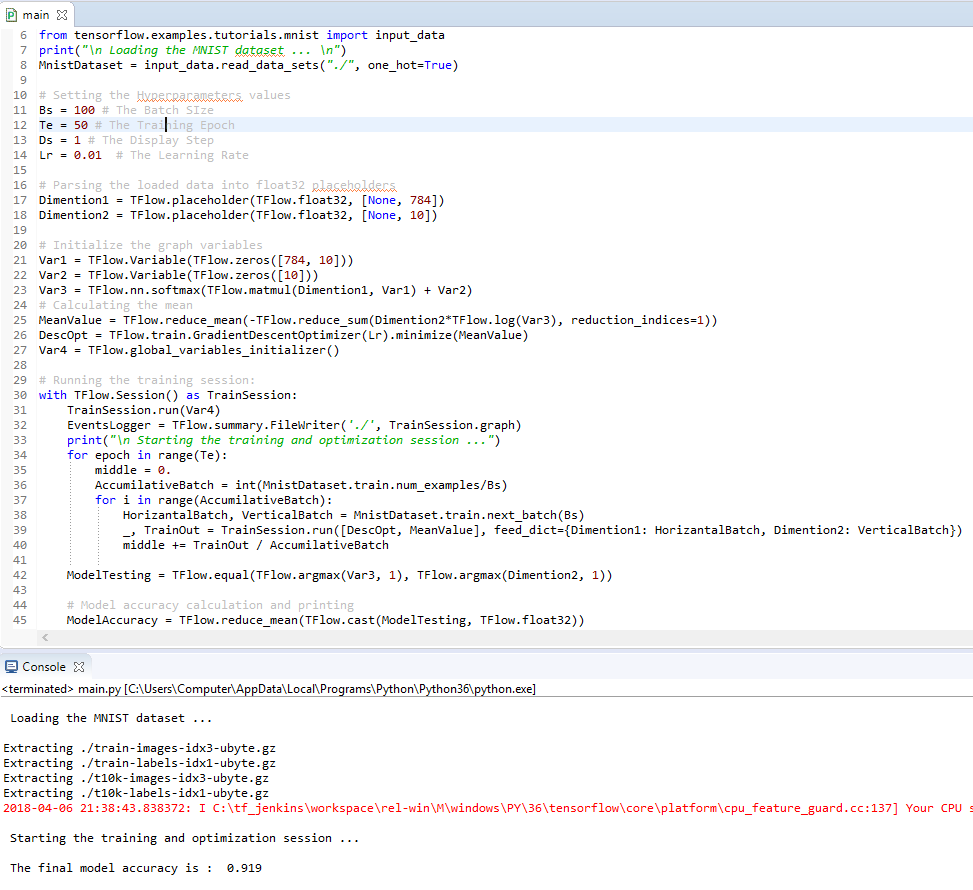 main
6 from tensorflow.examples.tutorials.mnist import input_data
7 print("\n Loading the MNIST dataset ... \n")
8 MnistDataset = input_data.read_data_sets("./", one_hot=True)
9
10 # Setting the Hyperparameters values
11 Bs = 100 # The Batch SIze
12 Te = 50 # The Training Epoch
13 Ds = 1 # The Display Step
14 Lr = 0.01  # The Learning Rate
15
16 # Parsing the loaded data into float32 placeholders
17 Dimention1 = TFlow.placeholder(TFlow.float32, [None, 784])
18 Dimention2 = TFlow.placeholder(TFlow.float32, [None, 10])
19
20 # Initialize the graph variables
21 Var1 = TFlow.Variable(TFlow.zeros([784, 10]))
22 Var2 = TFlow.Variable(TFlow.zeros([10]))
23 Var3 = TFlow.nn.softmax(TFlow.matmul(Dimention1, Var1) + Var2)
24 # Calculating the mean
25 MeanValue = TFlow.reduce_mean(-TFlow.reduce_sum(Dimention2*TFlow.log(Var3), reduction_indices=1))
26 DescOpt = TFlow.train.GradientDescentOptimizer(Lr).minimize(MeanValue)
27 Var4 = TFlow.global_variables_initializer()
28
29 # Running the training session:
30 with TFlow.Session() as TrainSession:
31     TrainSession.run(Var4)
32     EventsLogger = TFlow.summary.FileWriter('./', TrainSession.graph)
33     print("\n Starting the training and optimization session ...")
34     for epoch in range(Te):
35         middle = 0.
36         AccumilativeBatch = int(MnistDataset.train.num_examples/Bs)
37         for i in range(AccumilativeBatch):
38             HorizantalBatch, VerticalBatch = MnistDataset.train.next_batch(Bs)
39             _, TrainOut = TrainSession.run([DescOpt, MeanValue], feed_dict={Dimention1: HorizantalBatch, Dimention2: VerticalBatch})
40             middle += TrainOut / AccumilativeBatch
41
42     ModelTesting = TFlow.equal(TFlow.argmax(Var3, 1), TFlow.argmax(Dimention2, 1))
43
44     # Model accuracy calculation and printing
45     ModelAccuracy = TFlow.reduce_mean(TFlow.cast(ModelTesting, TFlow.float32))
Console
<terminated> main.py [C:\Users\Computer\AppData\Local\Programs\Python\Python36\python.exe]
Loading the MNIST dataset ...
Extracting ./train-images-idx3-ubyte.gz
Extracting ./train-labels-idx1-ubyte.gz
Extracting ./t10k-images-idx3-ubyte.gz
Extracting ./t10k-labels-idx1-ubyte.gz
2018-04-06 21:38:43.838372: I C:\tf_jenkins\workspace\rel-win\M\windows\PY\36\tensorflow\core\platform\cpu_feature_guard.cc:137] Your CPU s
Starting the training and optimization session ...
The final model accuracy is :  0.919